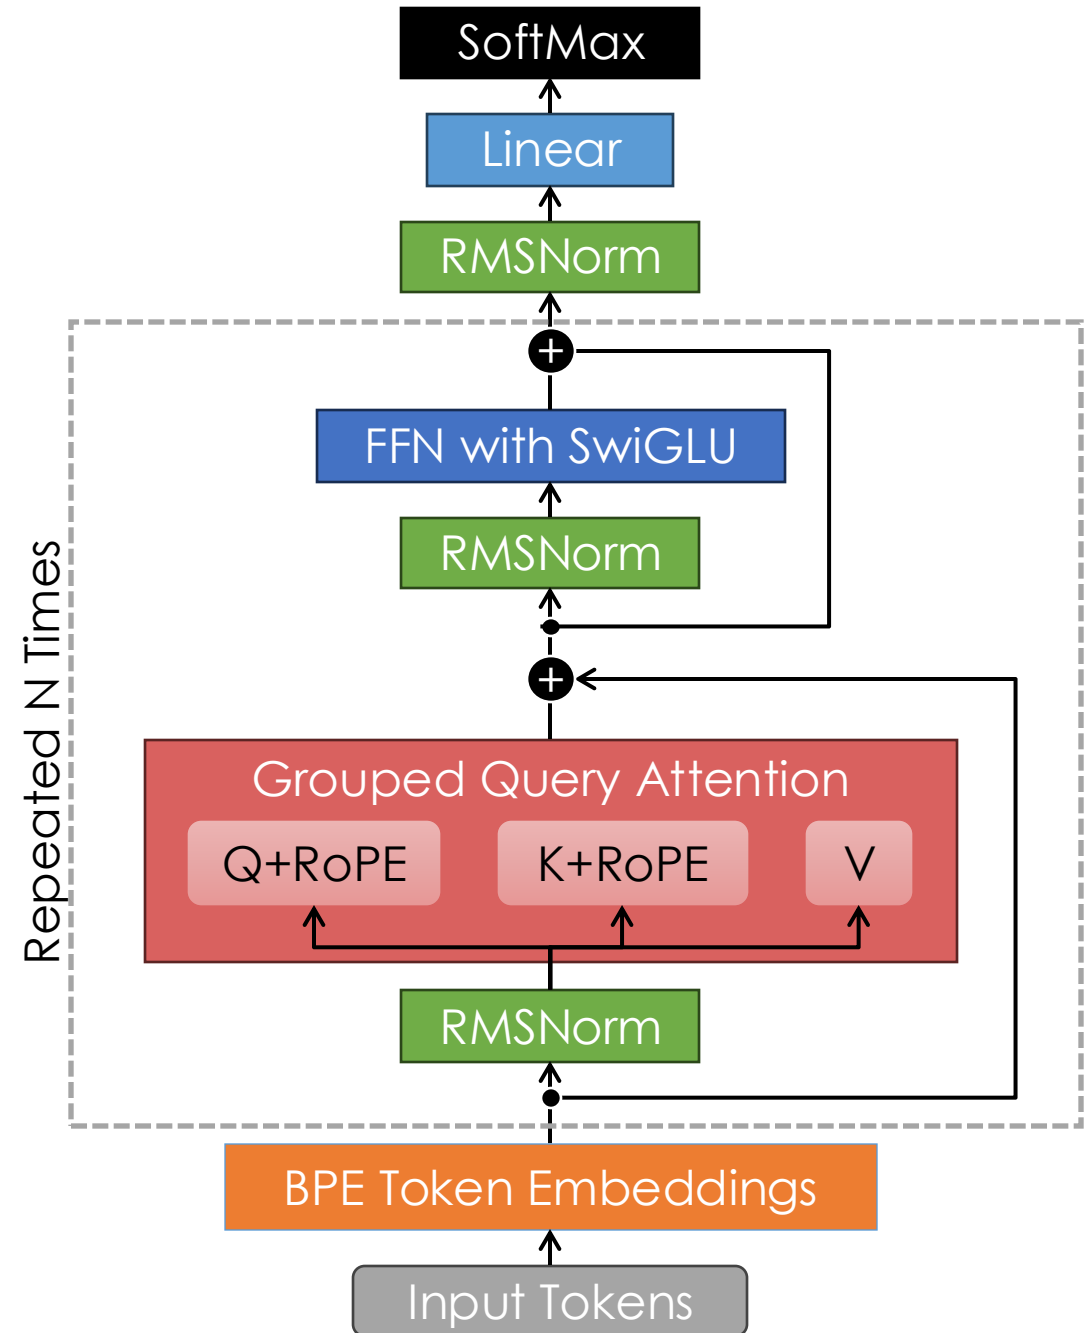 SoftMax
Linear
RMSNorm
+
FFN with SwiGLU
RMSNorm
+
Repeated N Times
Grouped Query Attention
Q+RoPE K+RoPE V
RMSNorm
BPE Token Embeddings
Input Tokens